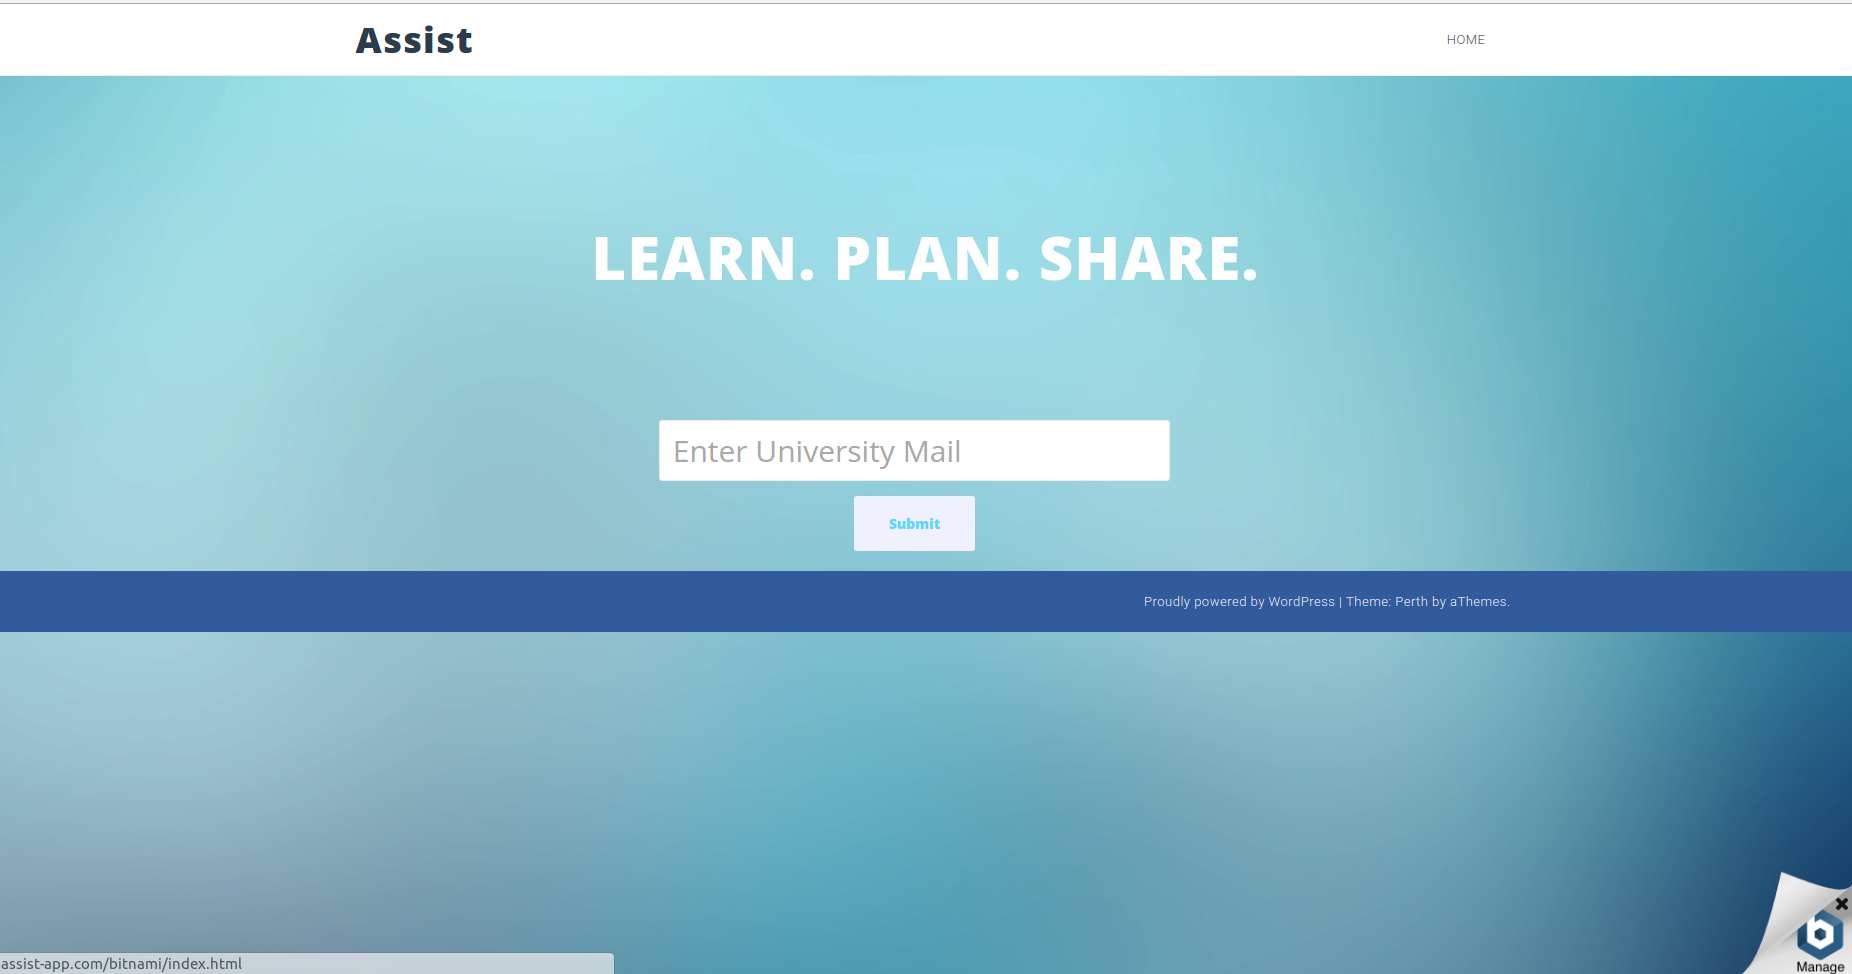 Assist
HOME
LEARN. PLAN. SHARE.
Enter University Mail
Submit
Proudly powered by WordPress | Theme: Perth by aThemes.
Manage
assist-app.com/bitnami/index.html